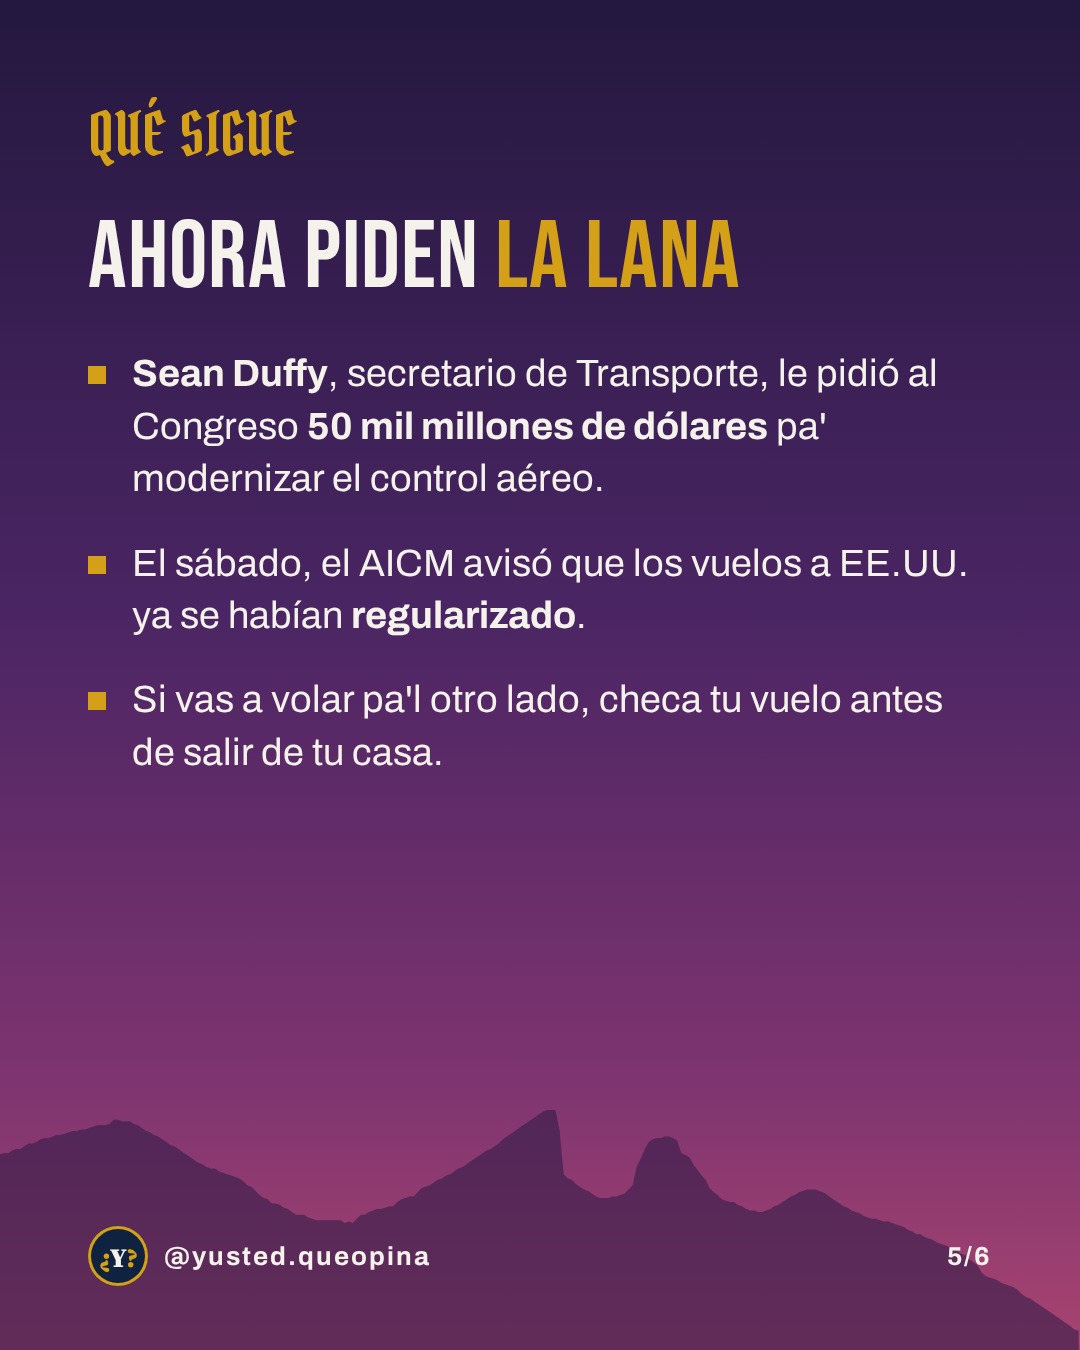 QUÉ SIGUE
AHORA PIDEN LA LANA
Sean Duffy, secretario de Transporte, le pidió al
Congreso 50 mil millones de dólares pa'
modernizar el control aéreo.
El sábado, el AICM avisó que los vuelos a EE.UU.
ya se habían regularizado.
Si vas a volar pa'l otro lado, checa tu vuelo antes
de salir de tu casa.
¿Y?
@yusted.queopina
5/6